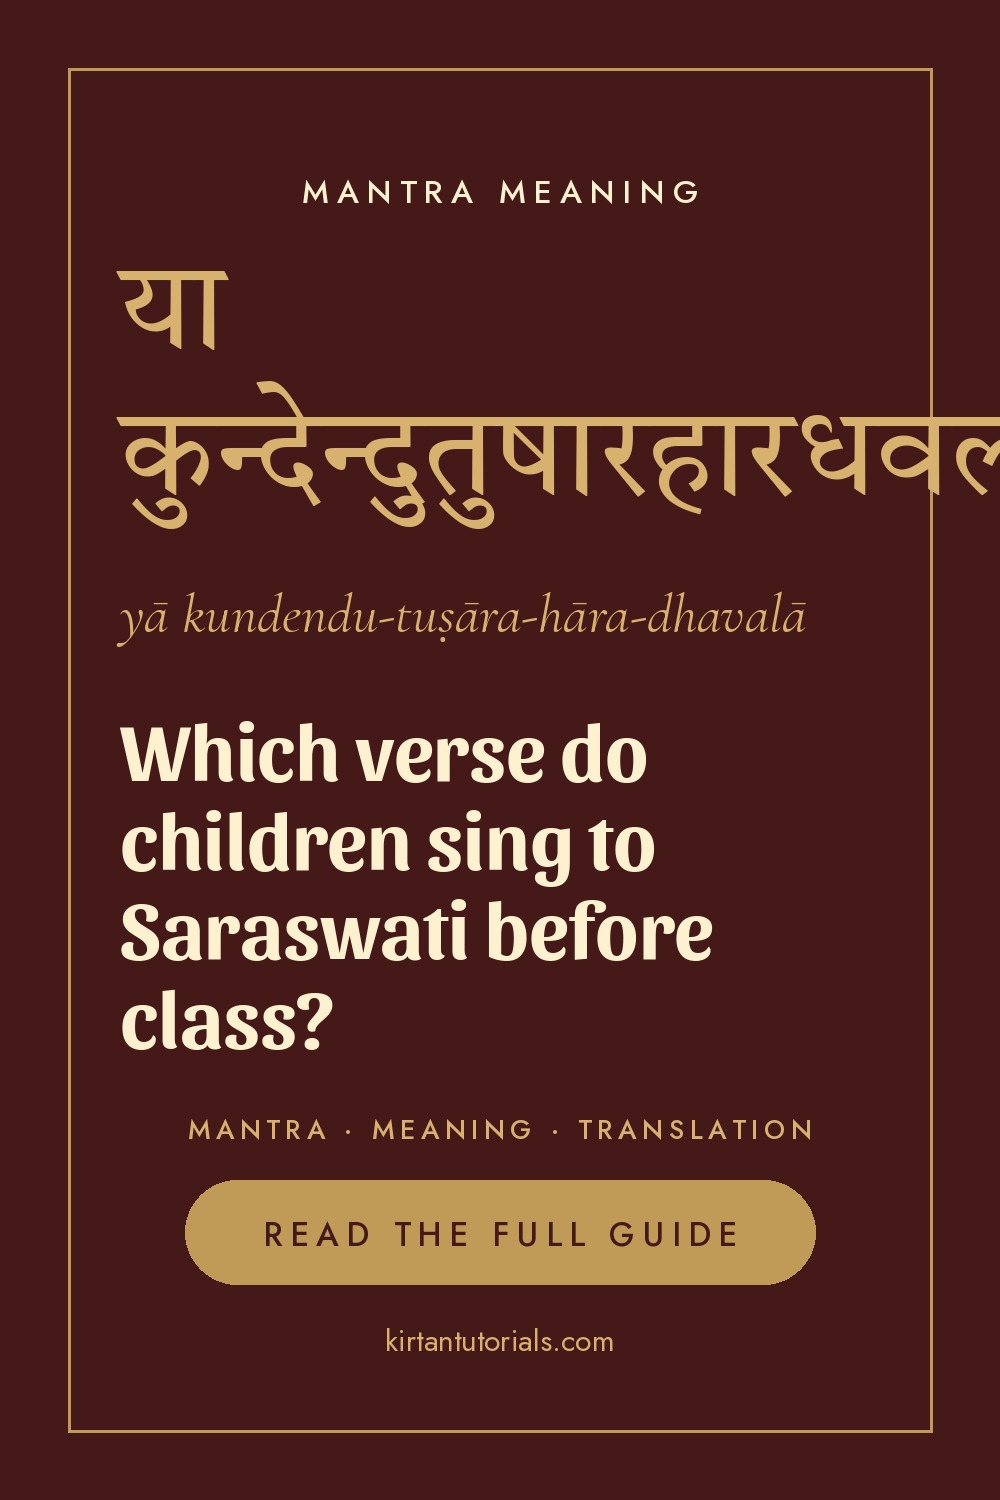 MANTRA MEANING
या
कुन्देन्दुतुषारहारधवल
yā kundendu-tuṣāra-hāra-dhavalā
Which verse do
children sing to
Saraswati before
class?
MANTRA · MEANING · TRANSLATION
READ THE FULL GUIDE
kirtantutorials.com